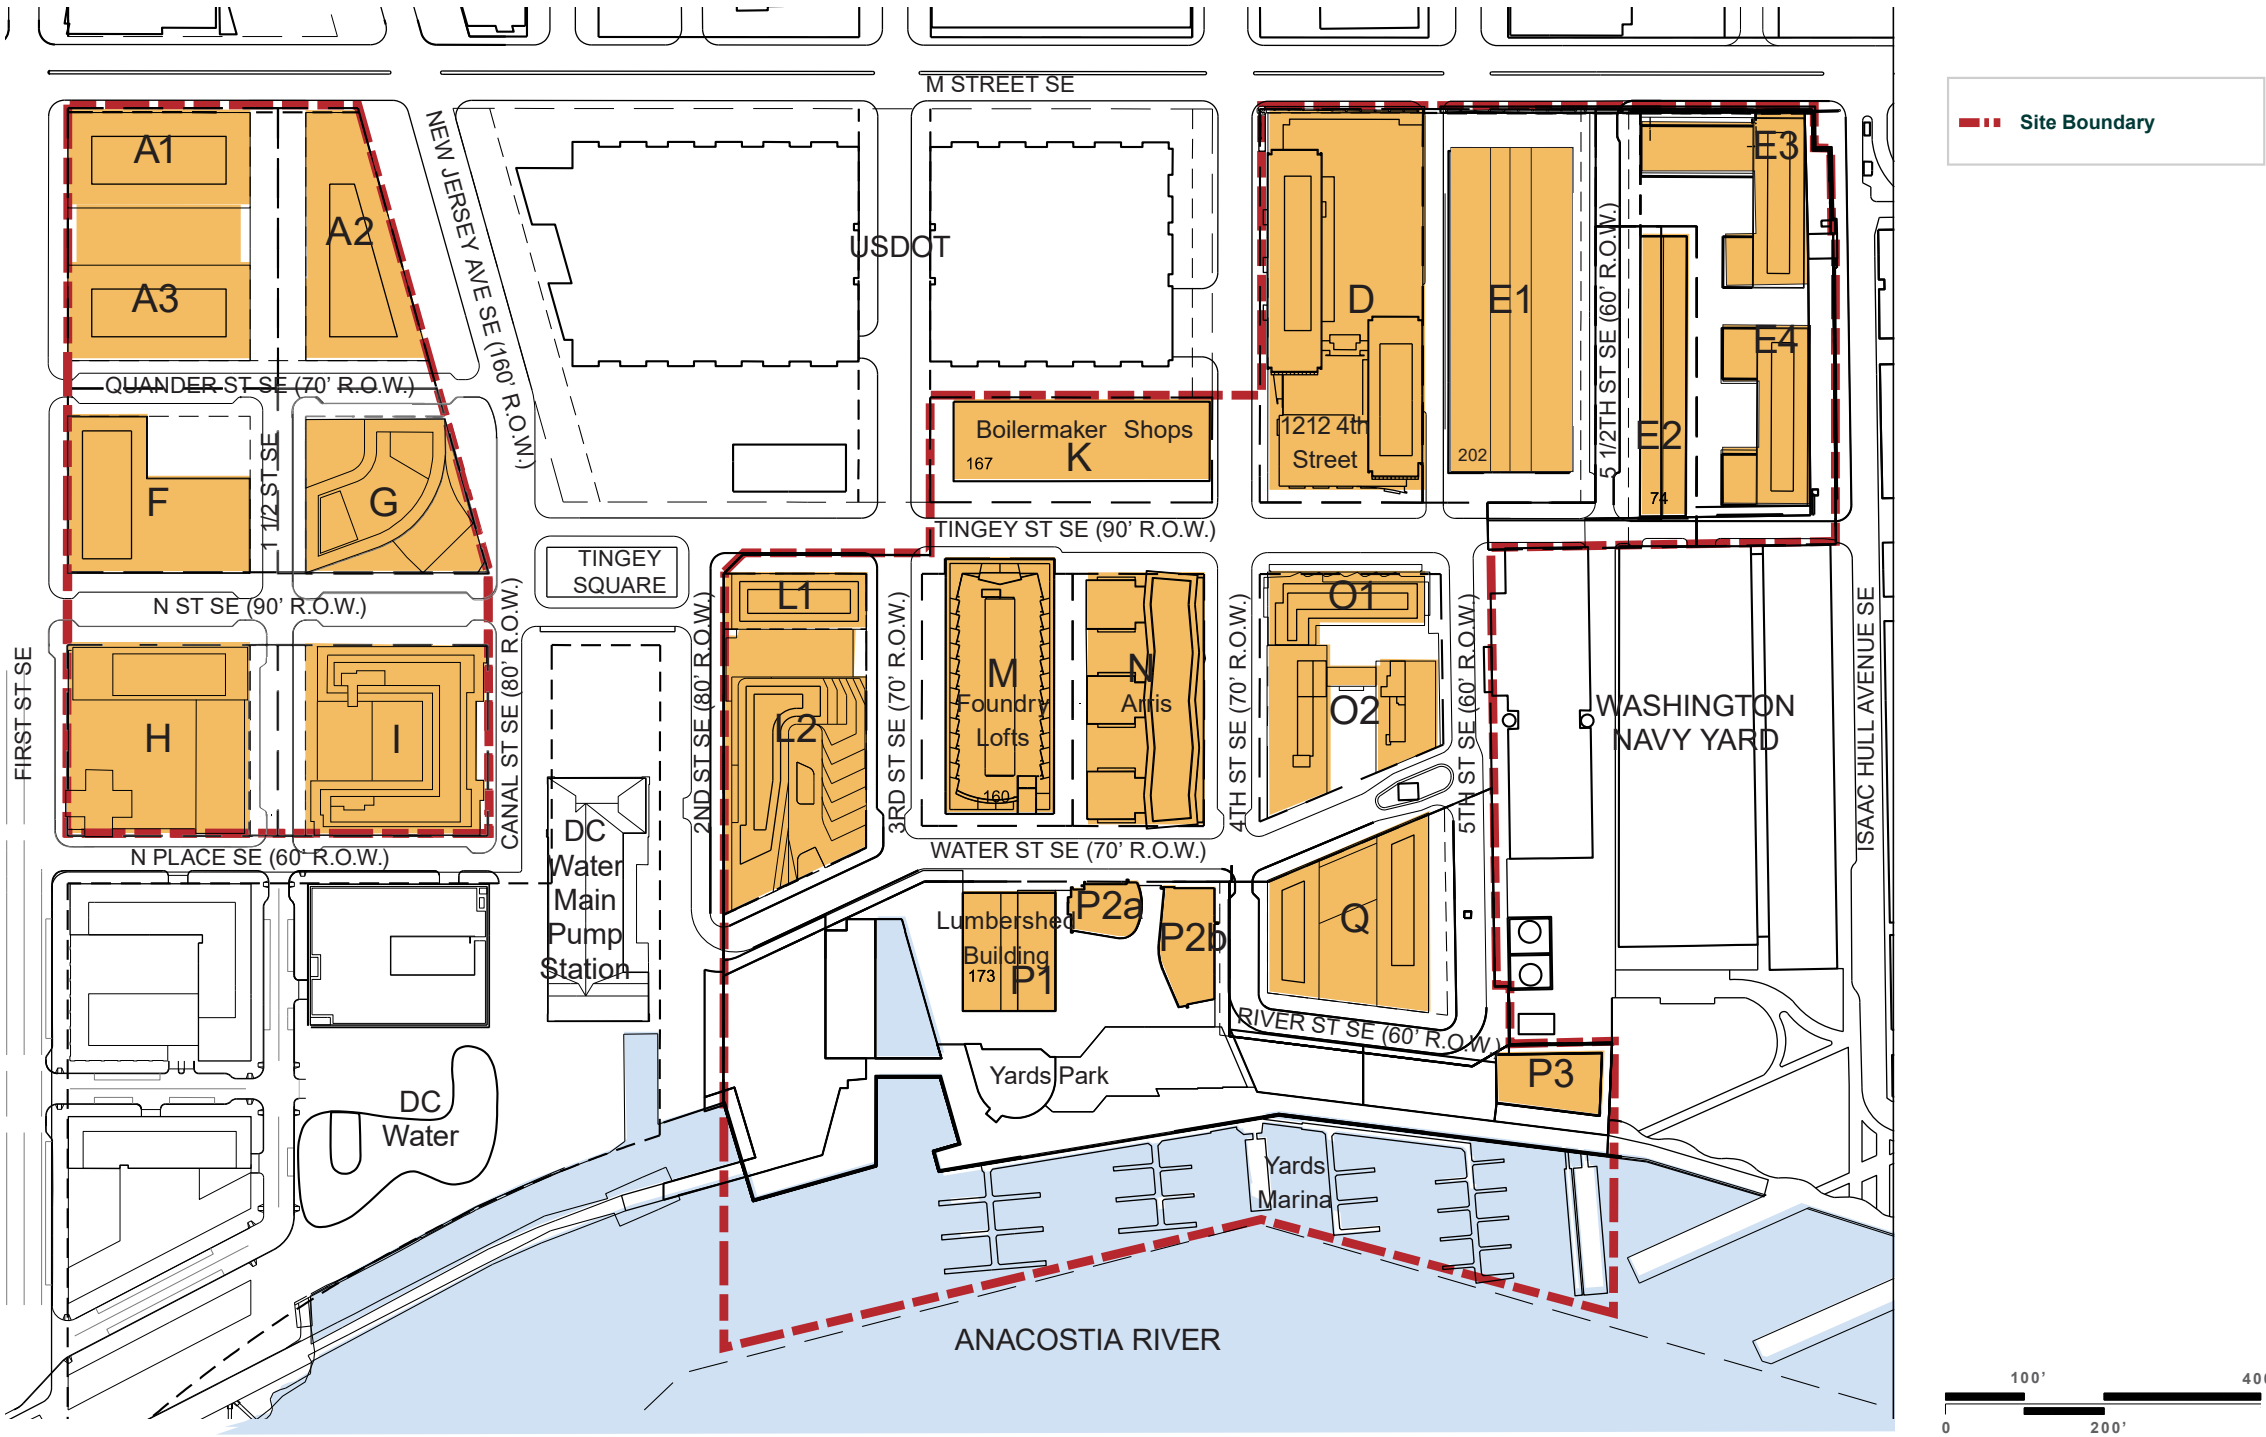 M STREET SE
Site Boundary
A1
A2
A3
NEW JERSEY AVE SE (160' R.O.W.)
USDOT
D
1212 4th
Street
E1
202
5 1/2TH ST SE (60' R.O.W.)
E3
E4
E2
74
QUANDER ST SE (70' R.O.W.)
Boilermaker Shops
167
K
F
1 1/2 ST SE
G
TINGEY ST SE (90' R.O.W.)
TINGEY
SQUARE
N ST SE (90' R.O.W.)
L1
L2
M
Foundry
Lofts
160
N
Arris
O1
O2
FIRST ST SE
H
I
CANAL ST SE (80' R.O.W.)
2ND ST SE (80' R.O.W.)
3RD ST SE (70' R.O.W.)
4TH ST SE (70' R.O.W.)
5TH ST SE (60' R.O.W.)
WASHINGTON
NAVY YARD
ISAAC HULL AVENUE SE
N PLACE SE (60' R.O.W.)
WATER ST SE (70' R.O.W.)
DC
Water
Main
Pump
Station
Lumbershed
Building
173
P1
P2a
P2b
Q
RIVER ST SE (60' R.O.W.)
P3
Yards Park
DC
Water
Yards
Marina
ANACOSTIA RIVER
100'
0
200'